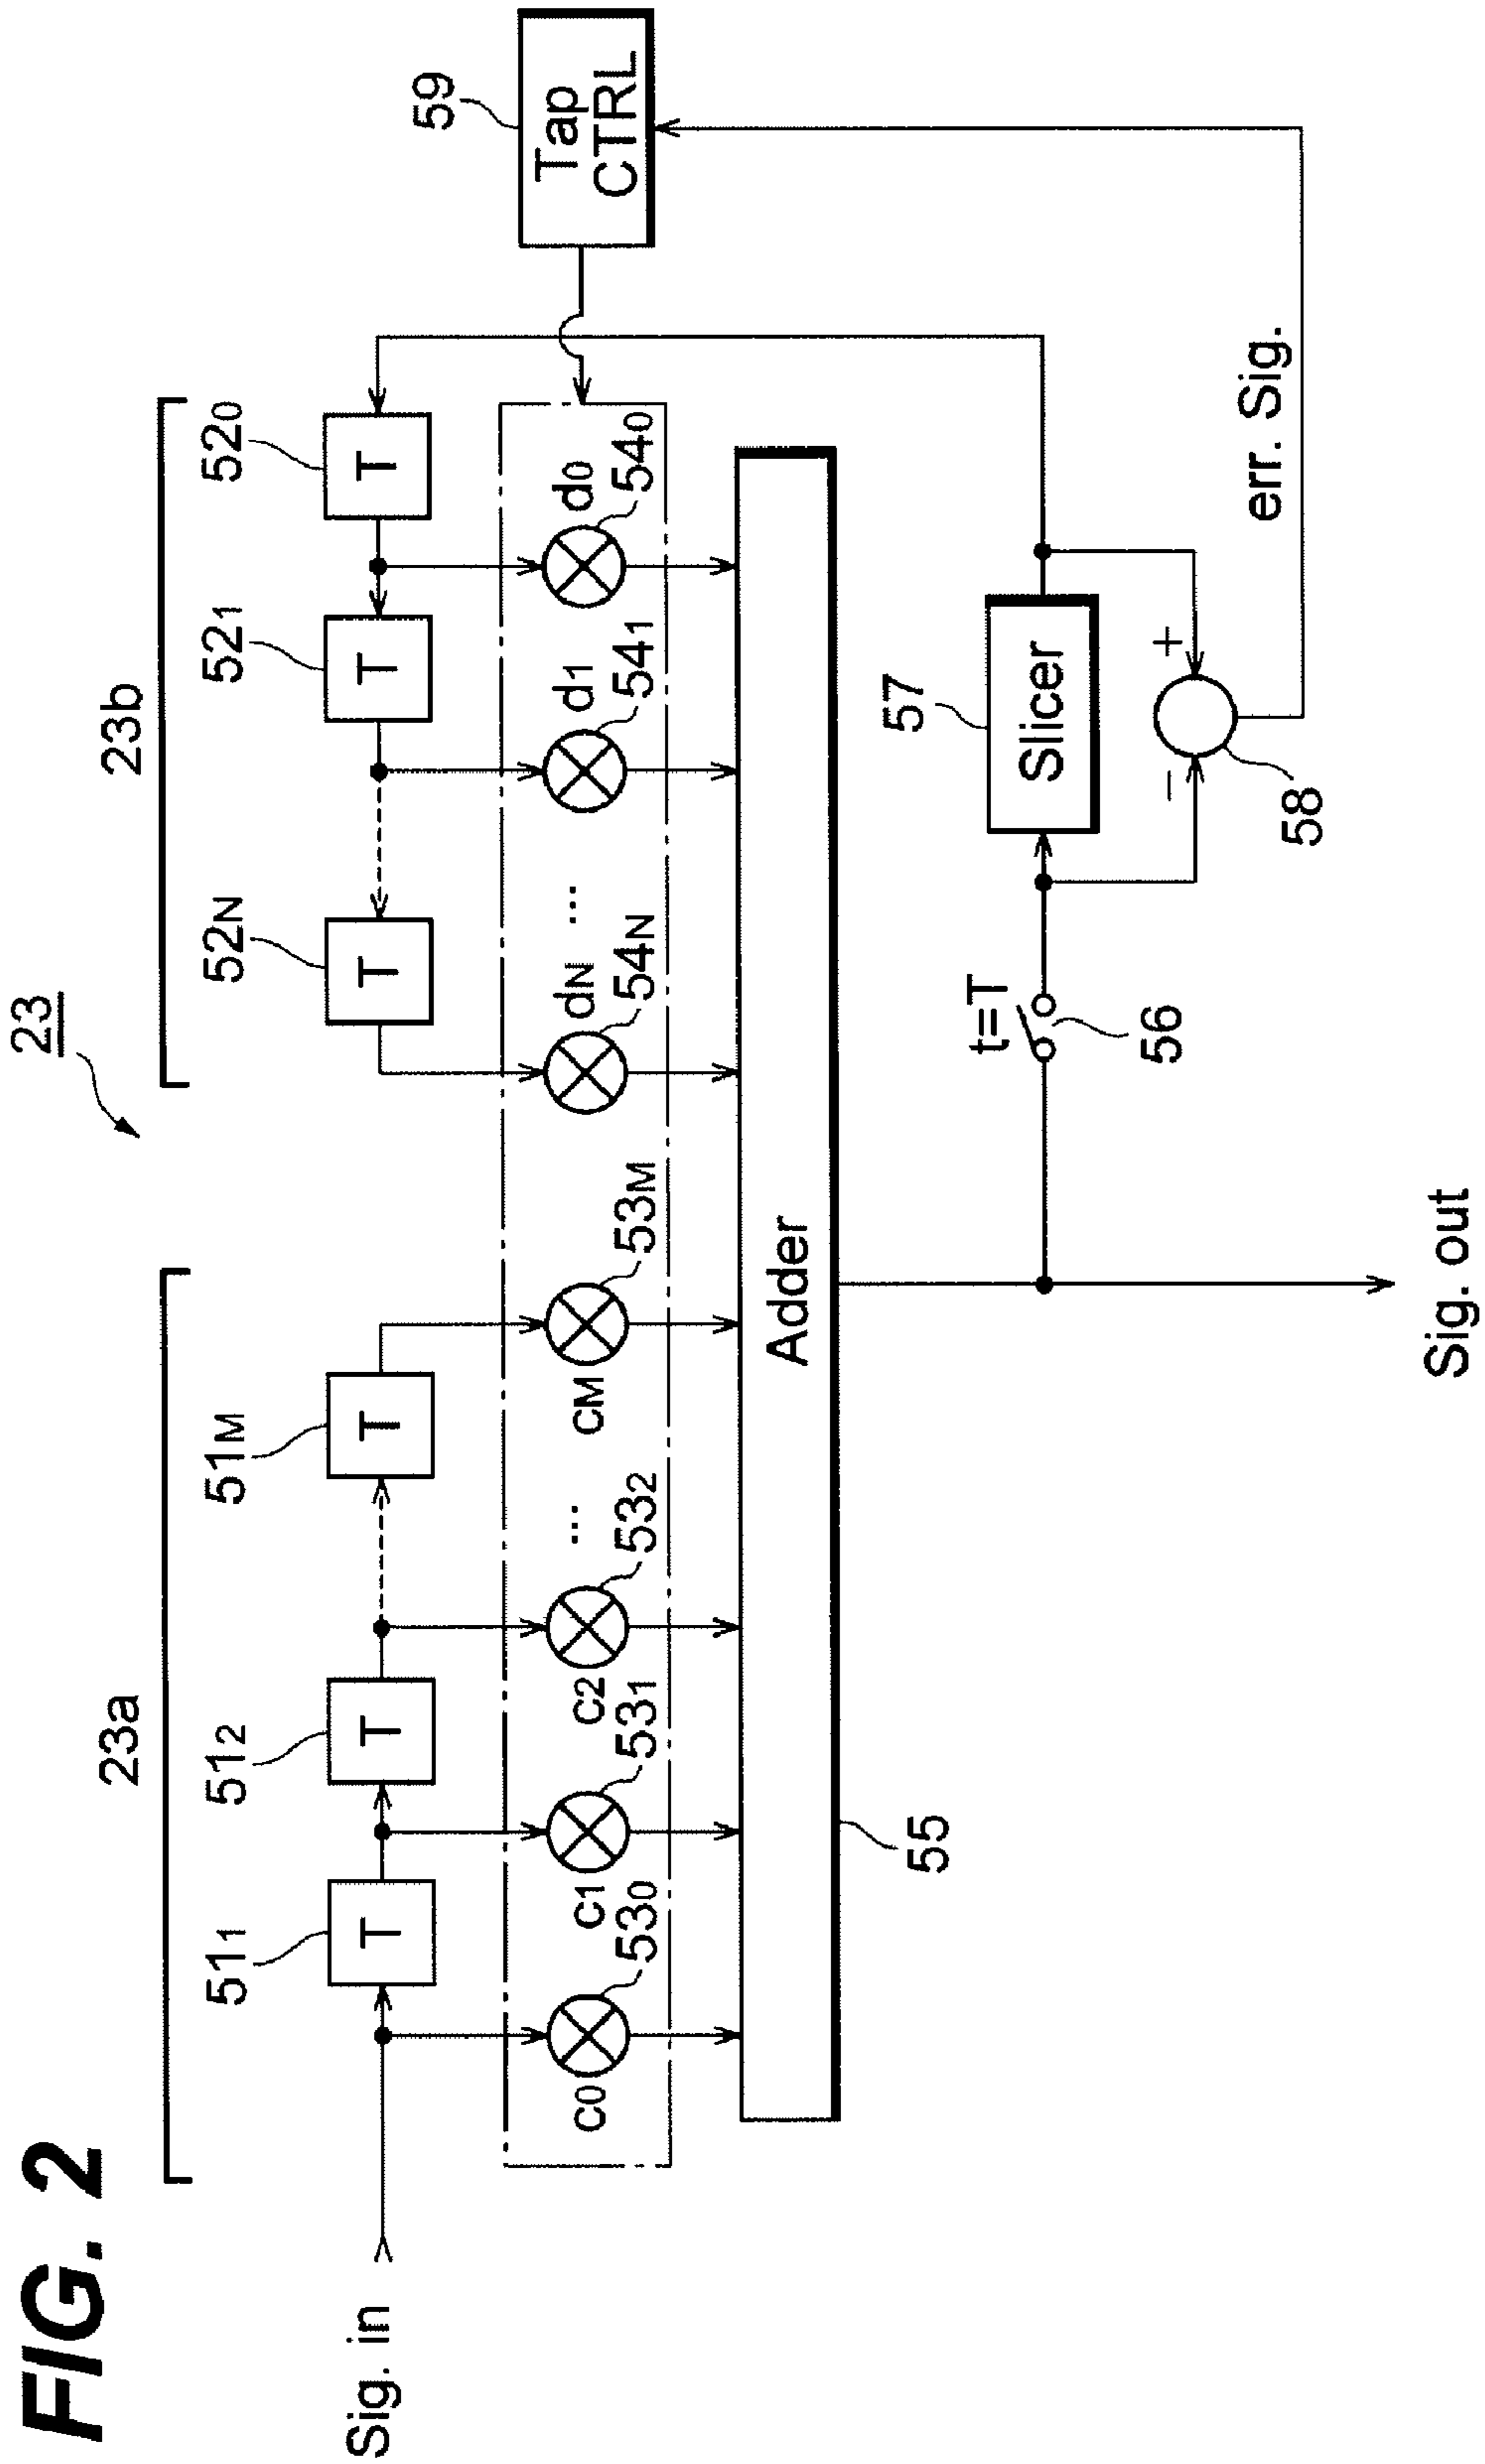 FIG. 2
23
23a
23b
511
512
51M
52N
521
520
59
T
T
T
T
T
T
Tap
CTRL
Sig. in
c0
c1
c2
...
cM
dN
...
d1
d0
530
531
532
53M
54N
541
540
Adder
55
t=T
56
57
Slicer
−
+
58
err. Sig.
Sig. out